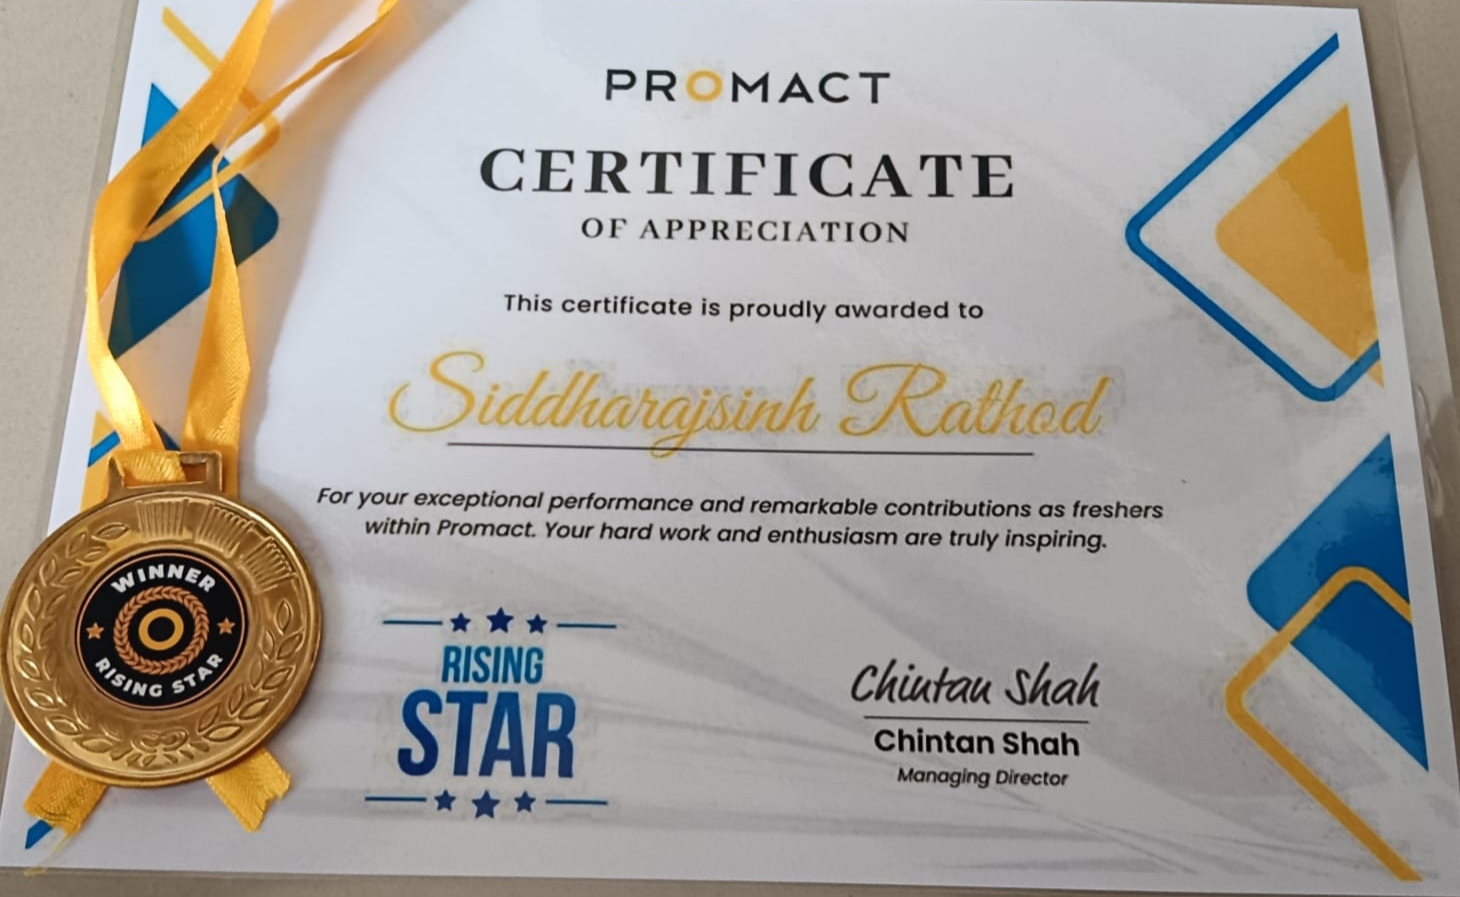 PROMACT
CERTIFICATE
OF APPRECIATION
This certificate is proudly awarded to
Siddharajsinh Rathod
For your exceptional performance and remarkable contributions as freshers
within Promact. Your hard work and enthusiasm are truly inspiring.
WINNER
RISING STAR
RISING
STAR
Chintan Shah
Chintan Shah
Managing Director